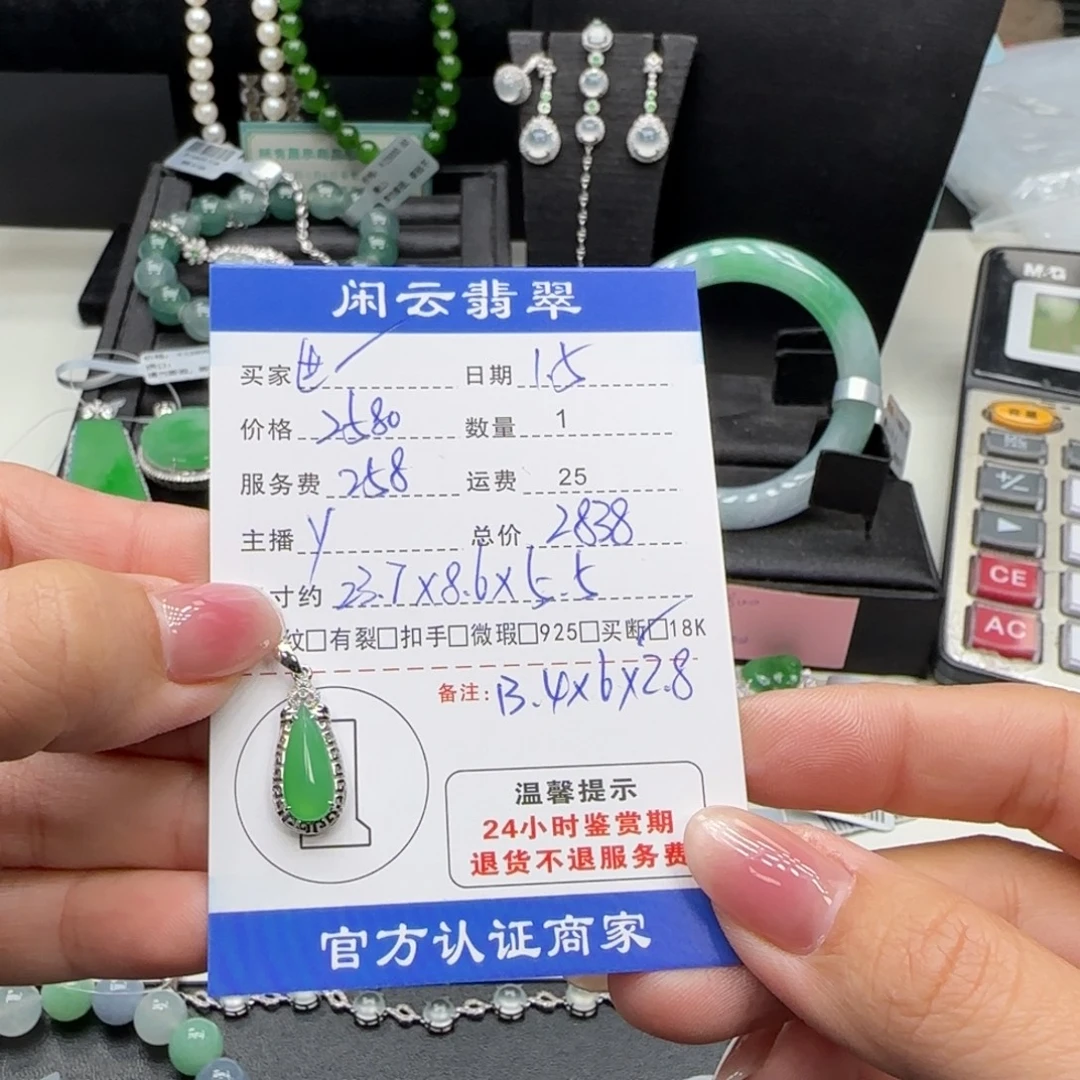 闲云翡翠
买家 世 日期 1.5
价格 2580 数量 1
服务费 258 运费 25
主播 y 总价 2838
寸约 23.7x8.6x5.5
纹□有裂□扣手□微瑕□925□买断☑18K
备注: 13.4x6x2.8
温馨提示
24小时鉴赏期
退货不退服务费
官方认证商家
M&G
CE
AC